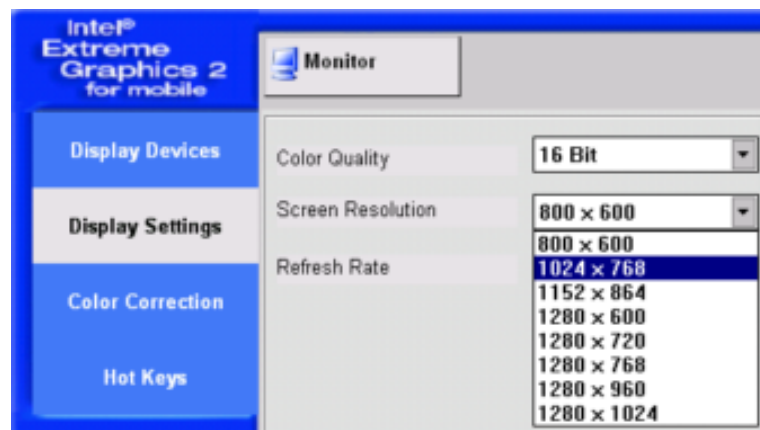 Intel®
Extreme
Graphics 2
for mobile
Monitor
Display Devices
Display Settings
Color Correction
Hot Keys
Color Quality
16 Bit
Screen Resolution
800 x 600
800 x 600
1024 x 768
1152 x 864
1280 x 600
1280 x 720
1280 x 768
1280 x 960
1280 x 1024
Refresh Rate